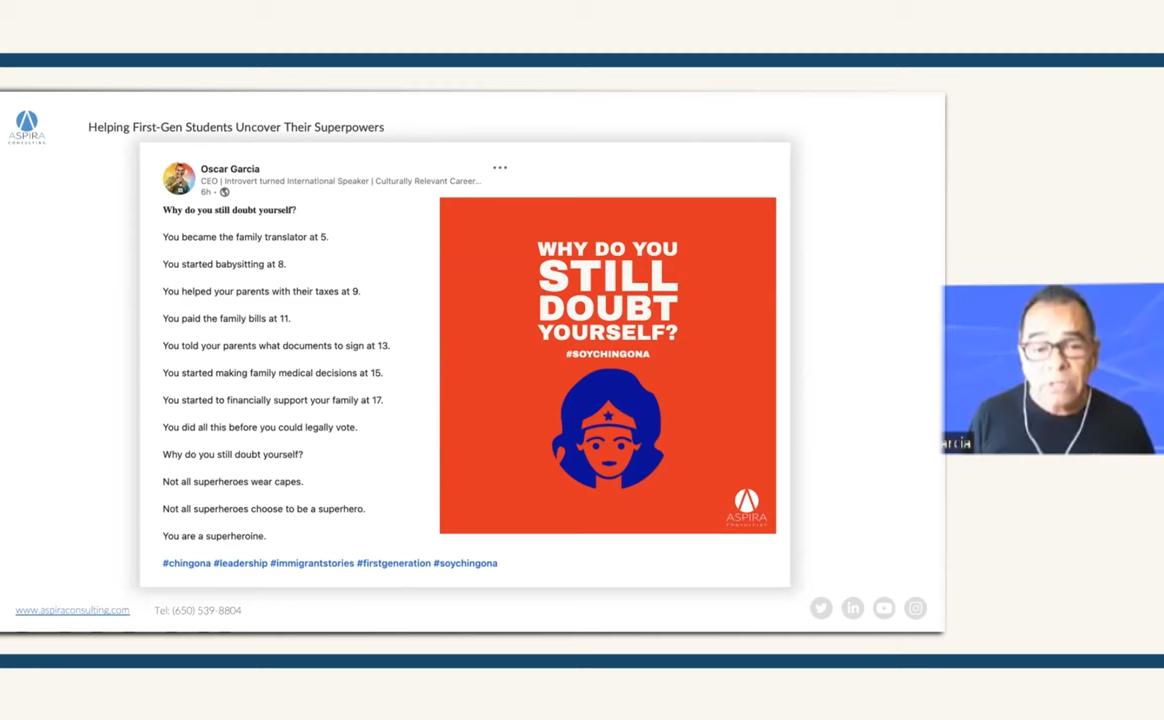 ASPIRA
CONSULTING
Helping First-Gen Students Uncover Their Superpowers
Oscar Garcia
CEO | Introvert turned International Speaker | Culturally Relevant Career...
6h •
Why do you still doubt yourself?
You became the family translator at 5.
You started babysitting at 8.
You helped your parents with their taxes at 9.
You paid the family bills at 11.
You told your parents what documents to sign at 13.
You started making family medical decisions at 15.
You started to financially support your family at 17.
You did all this before you could legally vote.
Why do you still doubt yourself?
Not all superheroes wear capes.
Not all superheroes choose to be a superhero.
You are a superheroine.
#chingona #leadership #immigrantstories #firstgeneration #soychingona
WHY DO YOU
STILL
DOUBT
YOURSELF?
#SOYCHINGONA
ASPIRA
CONSULTING
www.aspiraconsulting.com
Tel: (650) 539-8804
in
arcia